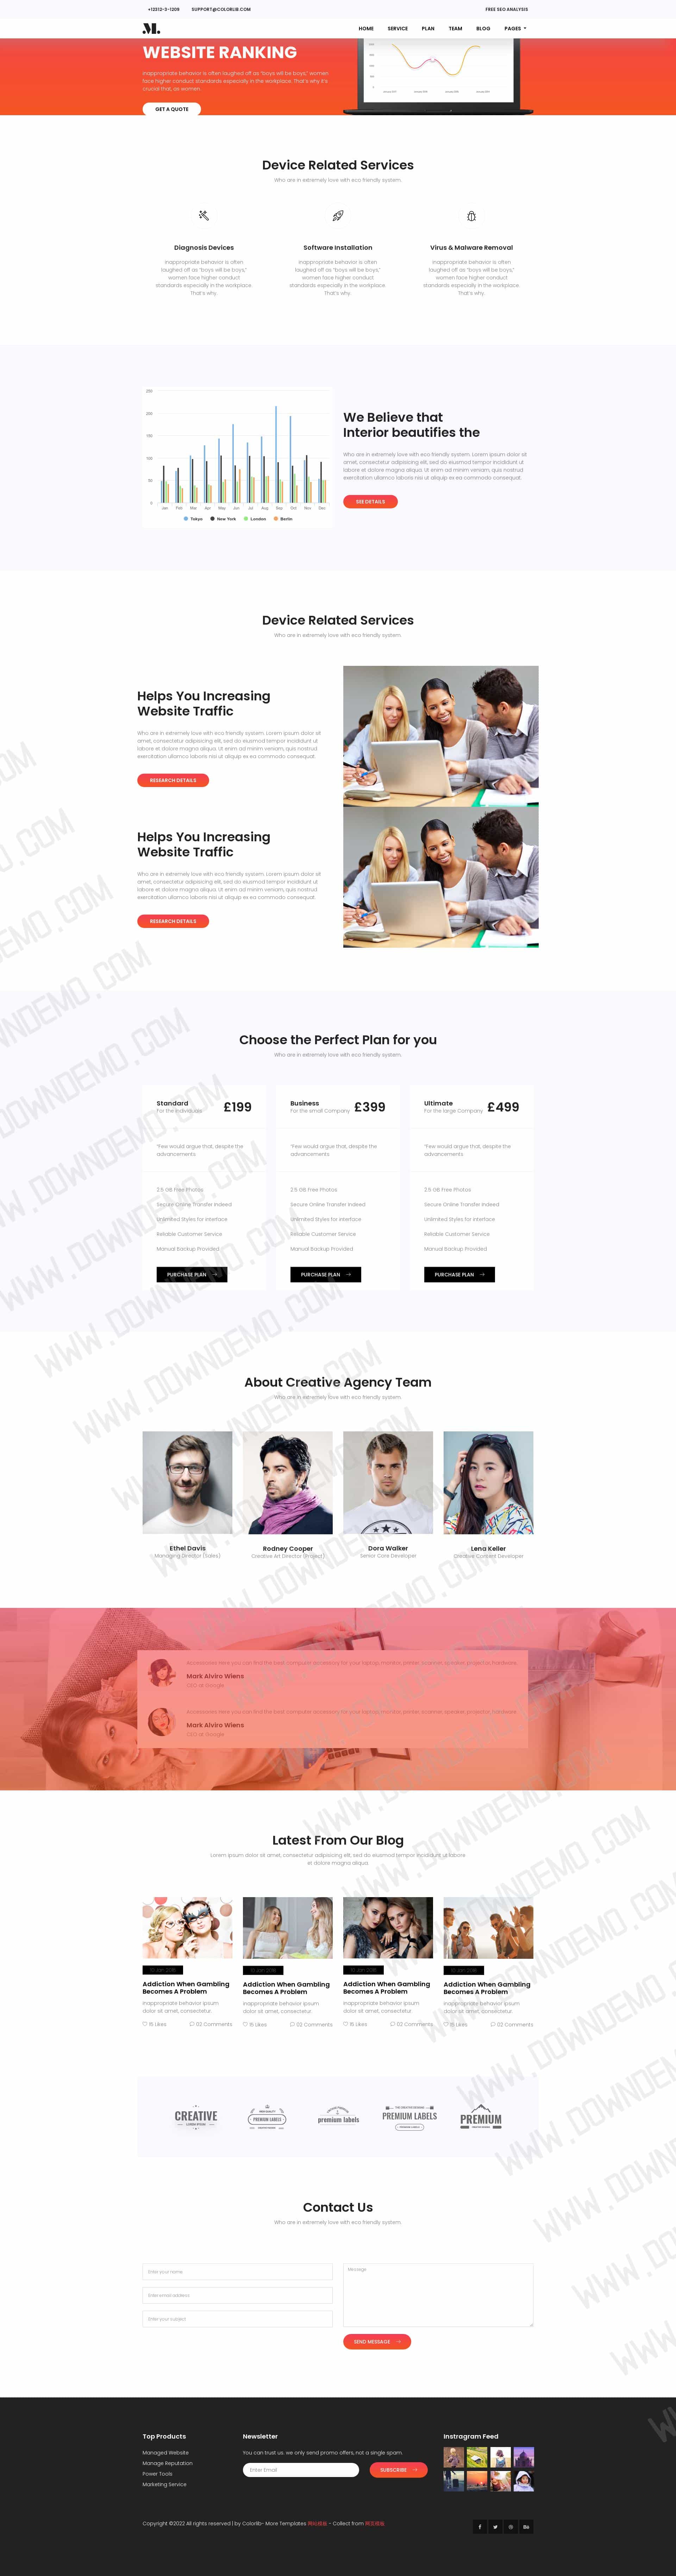 +12312-3-1209
SUPPORT@COLORLIB.COM
FREE SEO ANALYSIS
M.
HOME
SERVICE
PLAN
TEAM
BLOG
PAGES
WEBSITE RANKING
Inappropriate behavior is often laughed off as “boys will be boys,” women
face higher conduct standards especially in the workplace. That’s why it’s
crucial that, as women.
GET A QUOTE
Device Related Services
Who are in extremely love with eco friendly system.
Diagnosis Devices
inappropriate behavior is often
laughed off as “boys will be boys,”
women face higher conduct
standards especially in the workplace.
That’s why.
Software Installation
inappropriate behavior is often
laughed off as “boys will be boys,”
women face higher conduct
standards especially in the workplace.
That’s why.
Virus & Malware Removal
inappropriate behavior is often
laughed off as “boys will be boys,”
women face higher conduct
standards especially in the workplace.
That’s why.
250
200
150
100
50
0
Jan Feb Mar Apr May Jun Jul Aug Sep Oct Nov Dec
Tokyo New York London Berlin
We Believe that
Interior beautifies the
Who are in extremely love with eco friendly system. Lorem ipsum dolor sit
amet, consectetur adipisicing elit, sed do eiusmod tempor incididunt ut
labore et dolore magna aliqua. Ut enim ad minim veniam, quis nostrud
exercitation ullamco laboris nisi ut aliquip ex ea commodo consequat.
SEE DETAILS
Device Related Services
Who are in extremely love with eco friendly system.
Helps You Increasing
Website Traffic
Who are in extremely love with eco friendly system. Lorem ipsum dolor sit
amet, consectetur adipisicing elit, sed do eiusmod tempor incididunt ut
labore et dolore magna aliqua. Ut enim ad minim veniam, quis nostrud
exercitation ullamco laboris nisi ut aliquip ex ea commodo consequat.
RESEARCH DETAILS
Helps You Increasing
Website Traffic
Who are in extremely love with eco friendly system. Lorem ipsum dolor sit
amet, consectetur adipisicing elit, sed do eiusmod tempor incididunt ut
labore et dolore magna aliqua. Ut enim ad minim veniam, quis nostrud
exercitation ullamco laboris nisi ut aliquip ex ea commodo consequat.
RESEARCH DETAILS
Choose the Perfect Plan for you
Who are in extremely love with eco friendly system.
Standard
For the individuals
£199
“Few would argue that, despite the
advancements
2.5 GB Free Photos
Secure Online Transfer Indeed
Unlimited Styles for interface
Reliable Customer Service
Manual Backup Provided
PURCHASE PLAN
Business
For the small Company
£399
“Few would argue that, despite the
advancements
2.5 GB Free Photos
Secure Online Transfer Indeed
Unlimited Styles for interface
Reliable Customer Service
Manual Backup Provided
PURCHASE PLAN
Ultimate
For the large Company
£499
“Few would argue that, despite the
advancements
2.5 GB Free Photos
Secure Online Transfer Indeed
Unlimited Styles for interface
Reliable Customer Service
Manual Backup Provided
PURCHASE PLAN
About Creative Agency Team
Who are in extremely love with eco friendly system.
Ethel Davis
Managing Director (Sales)
Rodney Cooper
Creative Art Director (Project)
Dora Walker
Senior Core Developer
Lena Keller
Creative Content Developer
Accessories Here you can find the best computer accessory for your laptop, monitor, printer, scanner, speaker, projector, hardware.
Mark Alviro Wiens
CEO at Google
Accessories Here you can find the best computer accessory for your laptop, monitor, printer, scanner, speaker, projector, hardware.
Mark Alviro Wiens
CEO at Google
Latest From Our Blog
Lorem ipsum dolor sit amet, consectetur adipisicing elit, sed do eiusmod tempor incididunt ut labore
et dolore magna aliqua.
10 Jan 2018
Addiction When Gambling
Becomes A Problem
Inappropriate behavior ipsum
dolor sit amet, consectetur.
15 Likes
02 Comments
10 Jan 2018
Addiction When Gambling
Becomes A Problem
Inappropriate behavior ipsum
dolor sit amet, consectetur.
15 Likes
02 Comments
10 Jan 2018
Addiction When Gambling
Becomes A Problem
Inappropriate behavior ipsum
dolor sit amet, consectetur.
15 Likes
02 Comments
10 Jan 2018
Addiction When Gambling
Becomes A Problem
Inappropriate behavior ipsum
dolor sit amet, consectetur.
15 Likes
02 Comments
CREATIVE
LOREM IPSUM
PREMIUM LABELS
premium labels
PREMIUM LABELS
PREMIUM
Contact Us
Who are in extremely love with eco friendly system.
Enter your name
Enter email address
Enter your subject
Message
SEND MESSAGE
Top Products
Managed Website
Manage Reputation
Power Tools
Marketing Service
Newsletter
You can trust us. we only send promo offers, not a single spam.
Enter Email
SUBSCRIBE
Instragram Feed
Copyright ©2022 All rights reserved | by Colorlib- More Templates 网站模板 - Collect from 网页模板
Bē
WWW.DOWNDEMO.COM